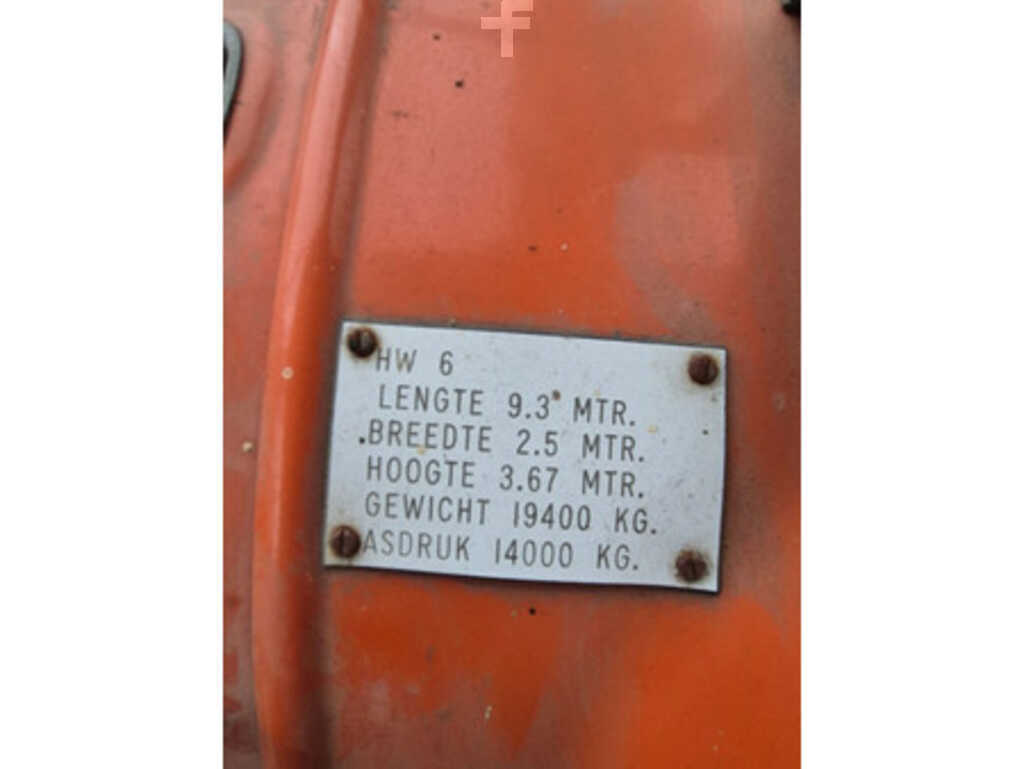 HW 6
LENGTE 9.3 MTR.
BREEDTE 2.5 MTR.
HOOGTE 3.67 MTR.
GEWICHT 19400 KG.
ASDRUK 14000 KG.